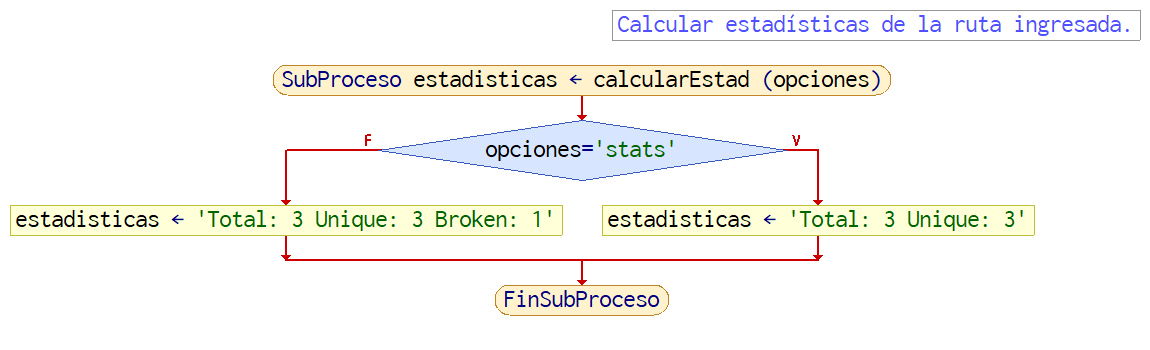 Calcular estadísticas de la ruta ingresada.
SubProceso estadisticas ← calcularEstad (opciones)
F
V
opciones='stats'
estadisticas ← 'Total: 3 Unique: 3 Broken: 1'
estadisticas ← 'Total: 3 Unique: 3'
FinSubProceso